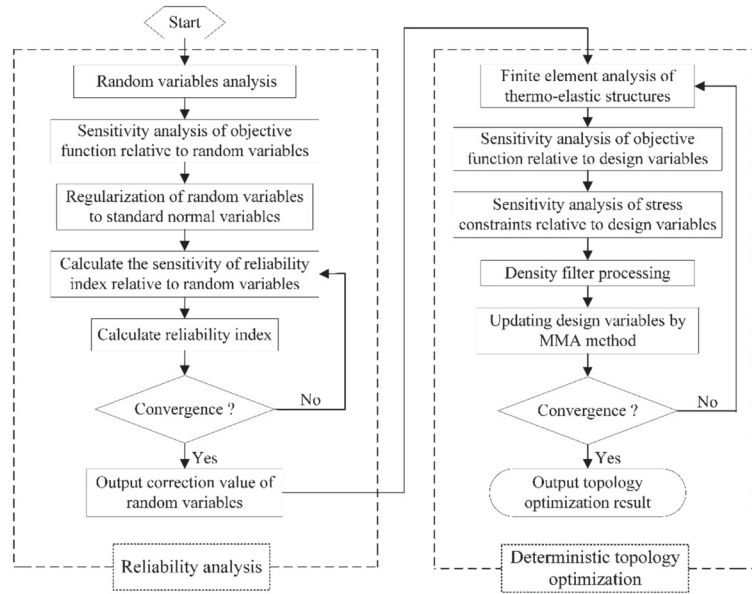 Start
Random variables analysis
Sensitivity analysis of objective
function relative to random variables
Regularization of random variables
to standard normal variables
Calculate the sensitivity of reliability
index relative to random variables
Calculate reliability index
Convergence ?
No
Yes
Output correction value of
random variables
Reliability analysis
Finite element analysis of
thermo-elastic structures
Sensitivity analysis of objective
function relative to design variables
Sensitivity analysis of stress
constraints relative to design variables
Density filter processing
Updating design variables by
MMA method
Convergence ?
No
Yes
Output topology
optimization result
Deterministic topology
optimization